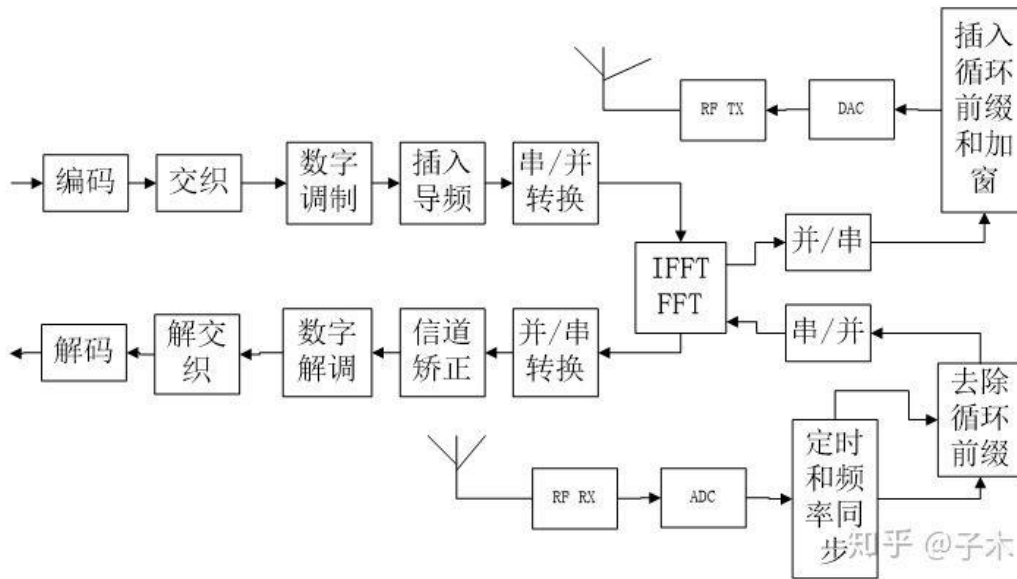 插入
循环
前缀
和加
窗
RF TX
DAC
编码
交织
数字
调制
插入
导频
串/并
转换
IFFT
FFT
并/串
串/并
解码
解交
织
数字
解调
信道
矫正
并/串
转换
去除
循环
前缀
RF RX
ADC
定时
和频
率同
步
知乎 @子木